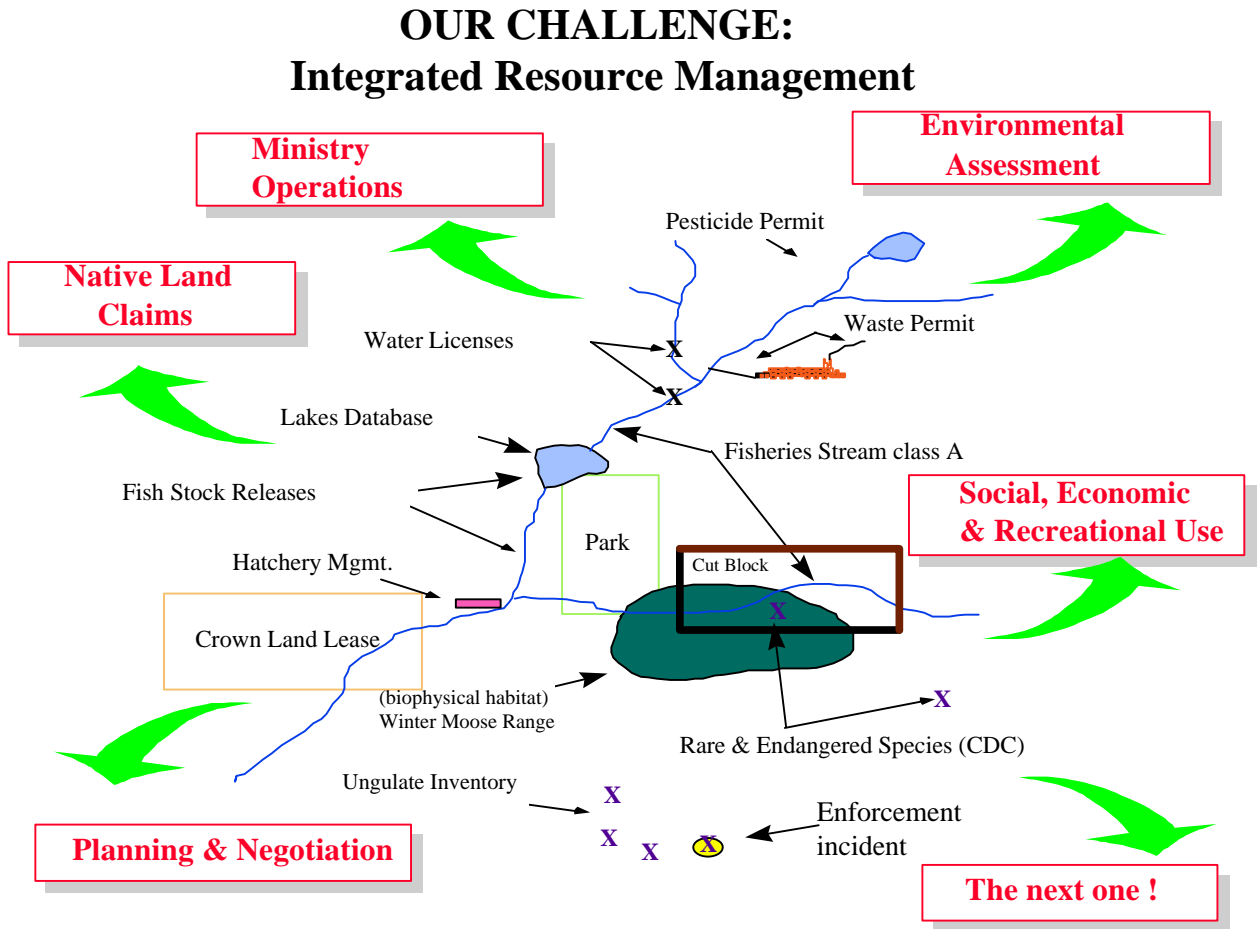 OUR CHALLENGE:
Integrated Resource Management
Ministry
Operations
Environmental
Assessment
Pesticide Permit
Native Land
Claims
Water Licenses
X
X
Waste Permit
Lakes Database
Fisheries Stream class A
Fish Stock Releases
Social, Economic
& Recreational Use
Park
Cut Block
Hatchery Mgmt.
X
Crown Land Lease
(biophysical habitat)
Winter Moose Range
X
Rare & Endangered Species (CDC)
Ungulate Inventory
X
X
X
X
Enforcement
incident
Planning & Negotiation
The next one !